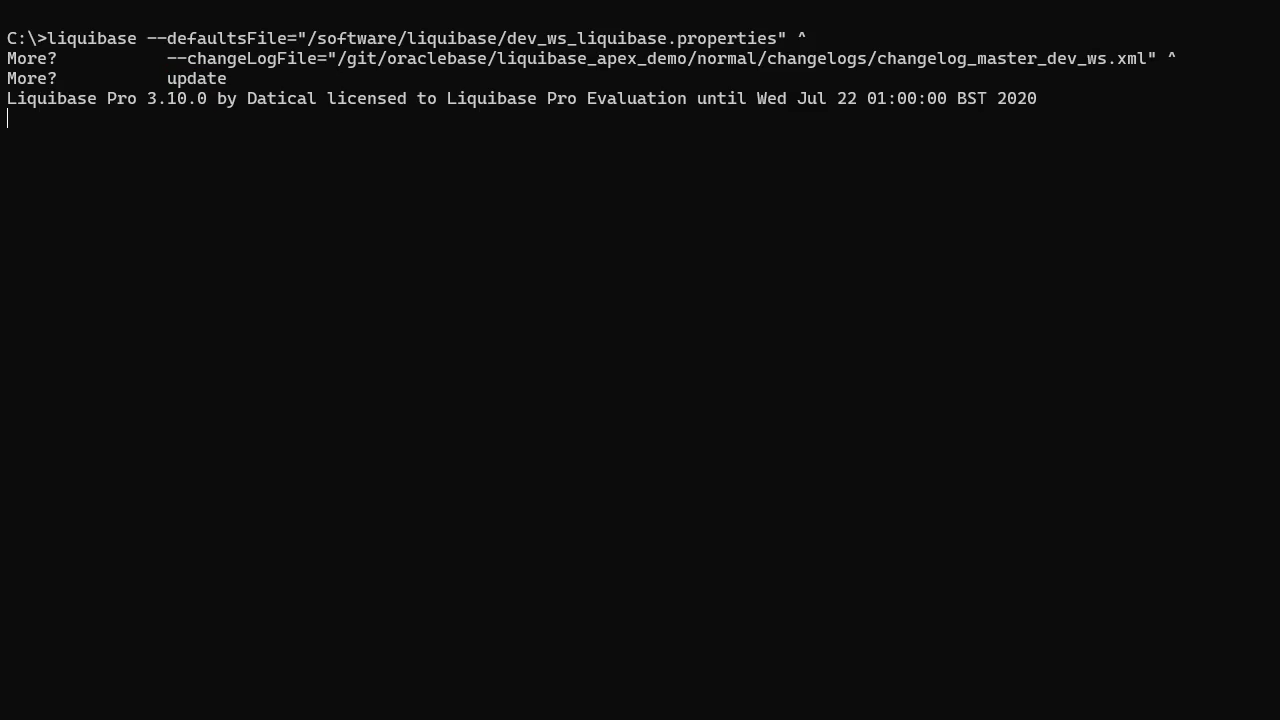 C:\>liquibase --defaultsFile="/software/liquibase/dev_ws_liquibase.properties" ^
More?           --changeLogFile="/git/oraclebase/liquibase_apex_demo/normal/changelogs/changelog_master_dev_ws.xml" ^
More?           update
Liquibase Pro 3.10.0 by Datical licensed to Liquibase Pro Evaluation until Wed Jul 22 01:00:00 BST 2020